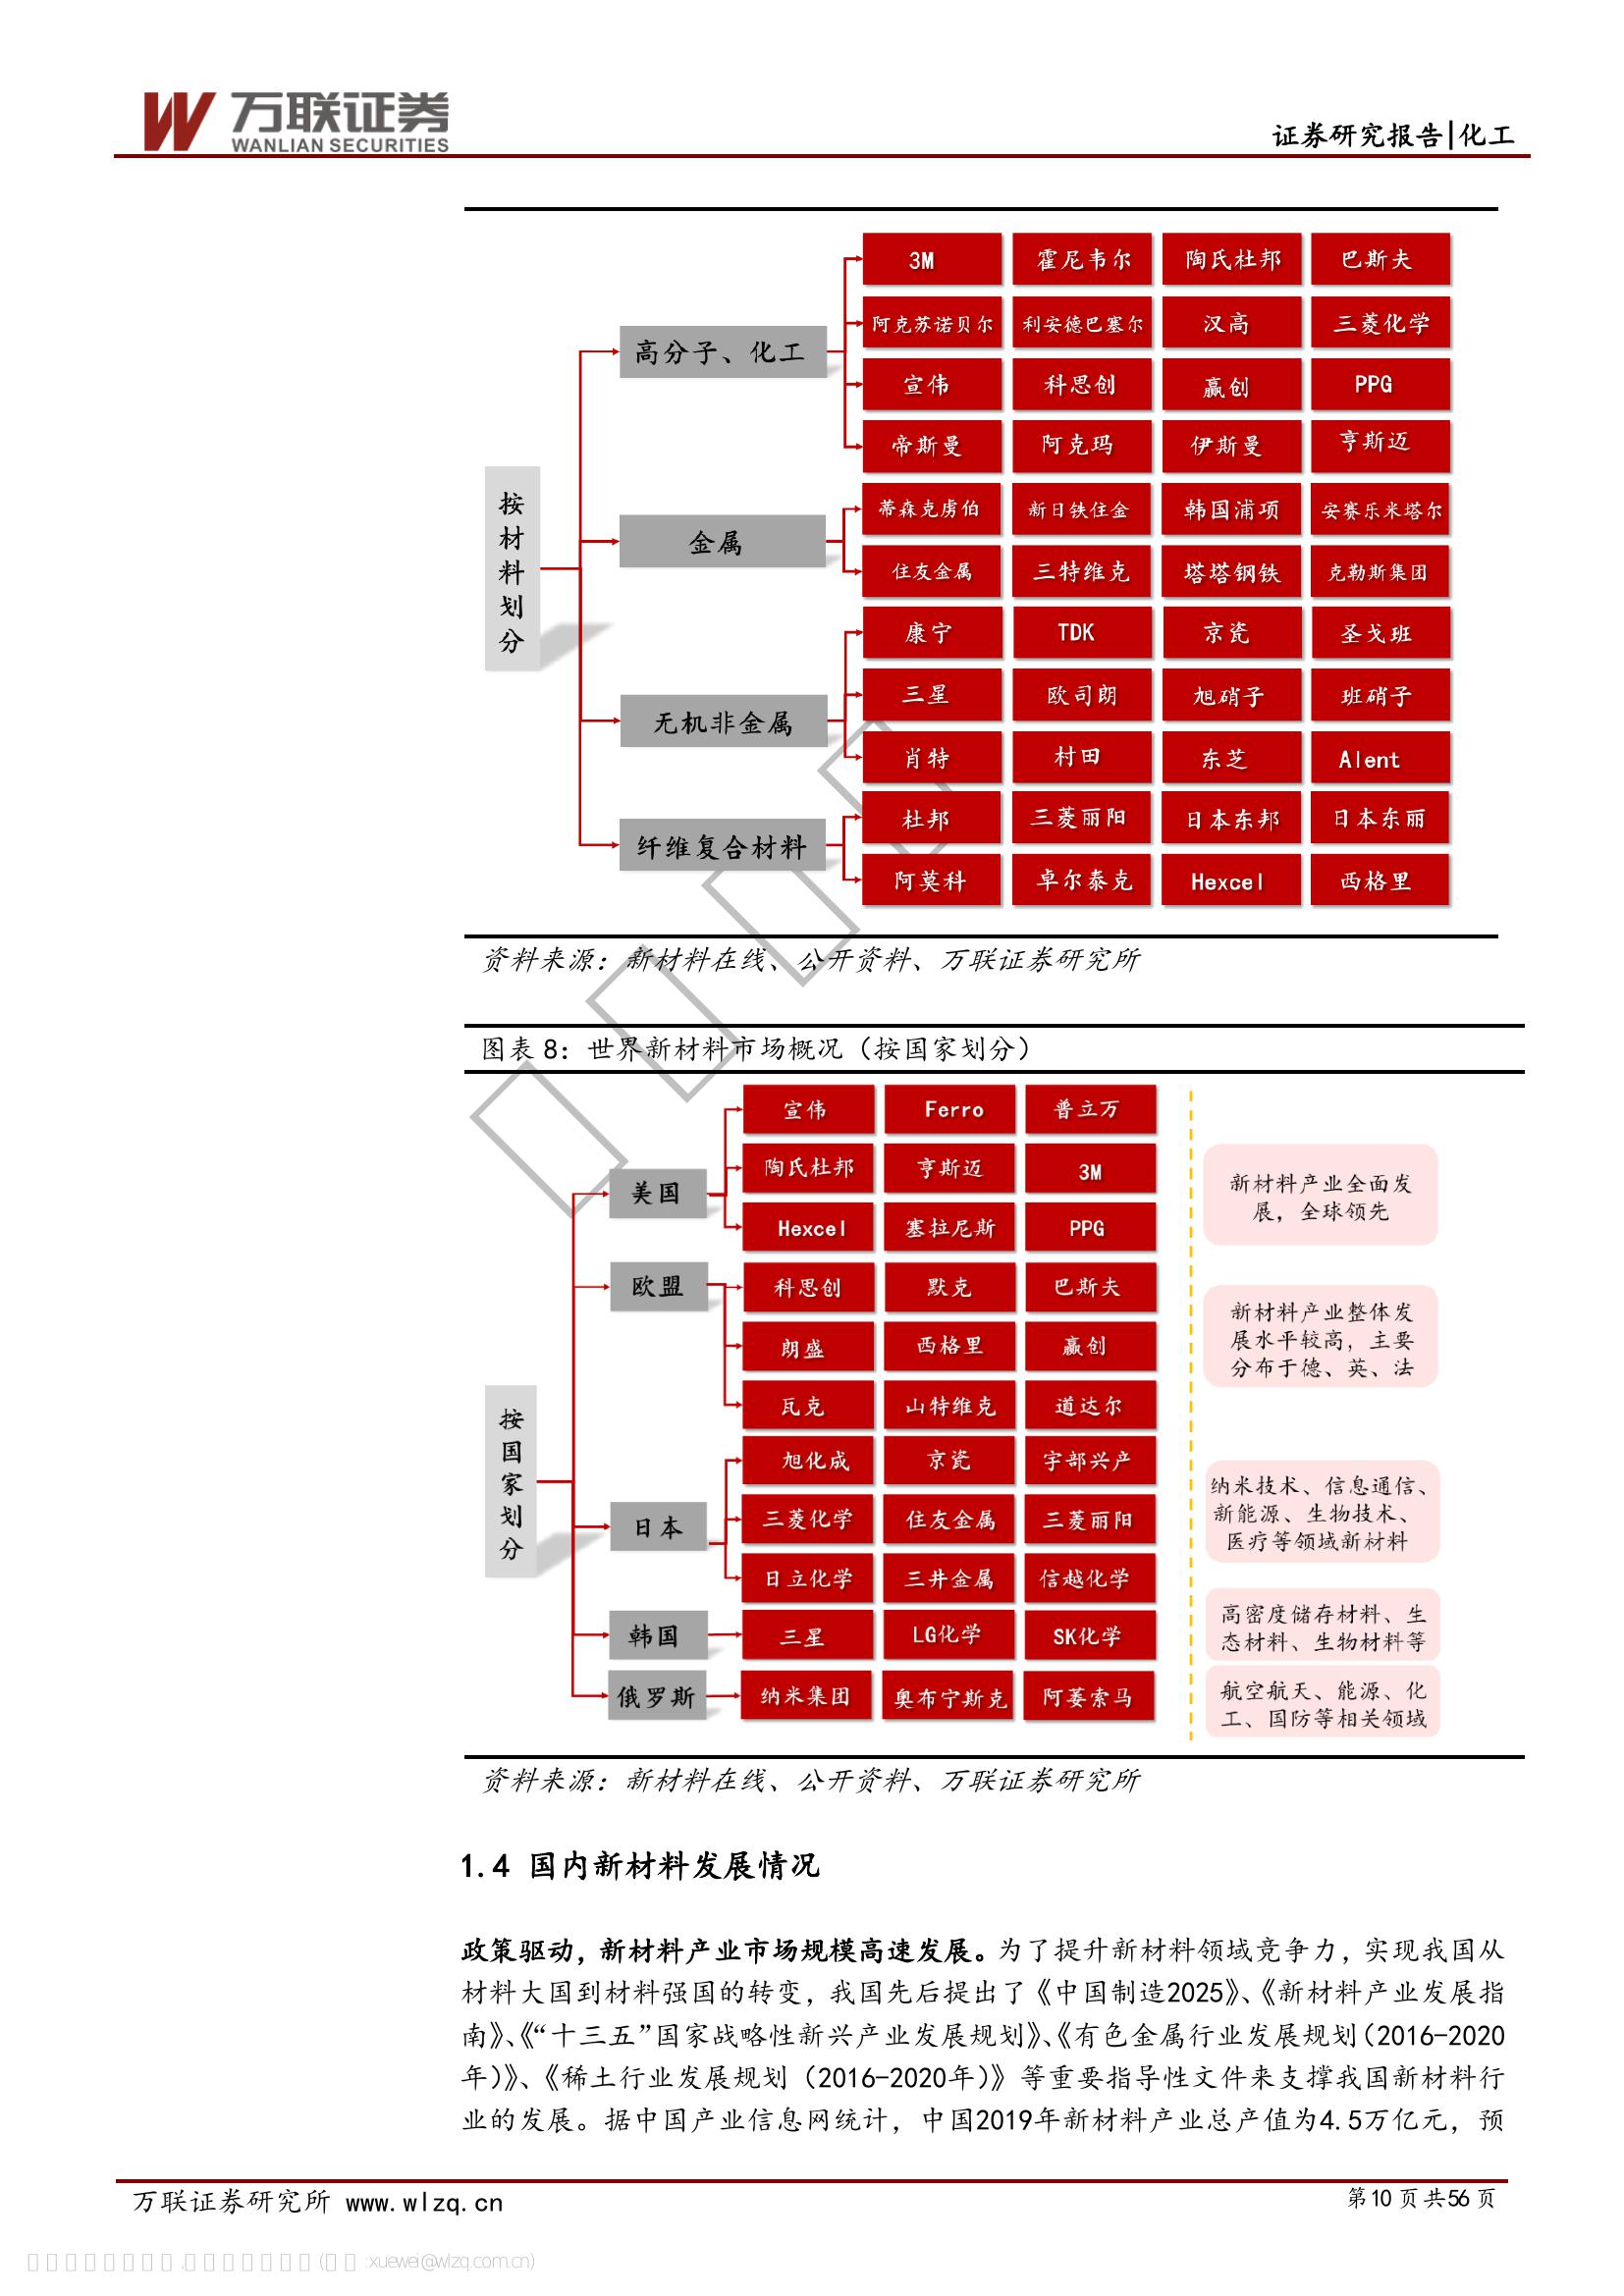 万联证券
WANLIAN SECURITIES
证券研究报告|化工
按材料划分
高分子、化工
3M 霍尼韦尔 陶氏杜邦 巴斯夫
阿克苏诺贝尔 利安德巴塞尔 汉高 三菱化学
宣伟 科思创 赢创 PPG
帝斯曼 阿克玛 伊斯曼 亨斯迈
金属
蒂森克虏伯 新日铁住金 韩国浦项 安赛乐米塔尔
住友金属 三特维克 塔塔钢铁 克勒斯集团
无机非金属
康宁 TDK 京瓷 圣戈班
三星 欧司朗 旭硝子 班硝子
肖特 村田 东芝 Alent
纤维复合材料
杜邦 三菱丽阳 日本东邦 日本东丽
阿莫科 卓尔泰克 Hexcel 西格里
资料来源：新材料在线、公开资料、万联证券研究所
图表 8：世界新材料市场概况（按国家划分）
按国家划分
美国
宣伟 Ferro 普立万
陶氏杜邦 亨斯迈 3M
Hexcel 塞拉尼斯 PPG
新材料产业全面发
展，全球领先
欧盟
科思创 默克 巴斯夫
朗盛 西格里 赢创
瓦克 山特维克 道达尔
新材料产业整体发
展水平较高，主要
分布于德、英、法
日本
旭化成 京瓷 宇部兴产
三菱化学 住友金属 三菱丽阳
日立化学 三井金属 信越化学
纳米技术、信息通信、
新能源、生物技术、
医疗等领域新材料
韩国
三星 LG化学 SK化学
高密度储存材料、生
态材料、生物材料等
俄罗斯
纳米集团 奥布宁斯克 阿菨索马
航空航天、能源、化
工、国防等相关领域
资料来源：新材料在线、公开资料、万联证券研究所
1.4 国内新材料发展情况
政策驱动，新材料产业市场规模高速发展。为了提升新材料领域竞争力，实现我国从
材料大国到材料强国的转变，我国先后提出了《中国制造2025》、《新材料产业发展指
南》、《“十三五”国家战略性新兴产业发展规划》、《有色金属行业发展规划（2016-2020
年）》、《稀土行业发展规划（2016-2020年）》等重要指导性文件来支撑我国新材料行
业的发展。据中国产业信息网统计，中国2019年新材料产业总产值为4.5万亿元，预
万联证券研究所 www.wlzq.cn
第 10 页 共 56 页
xuewei@wlzq.com.cn)